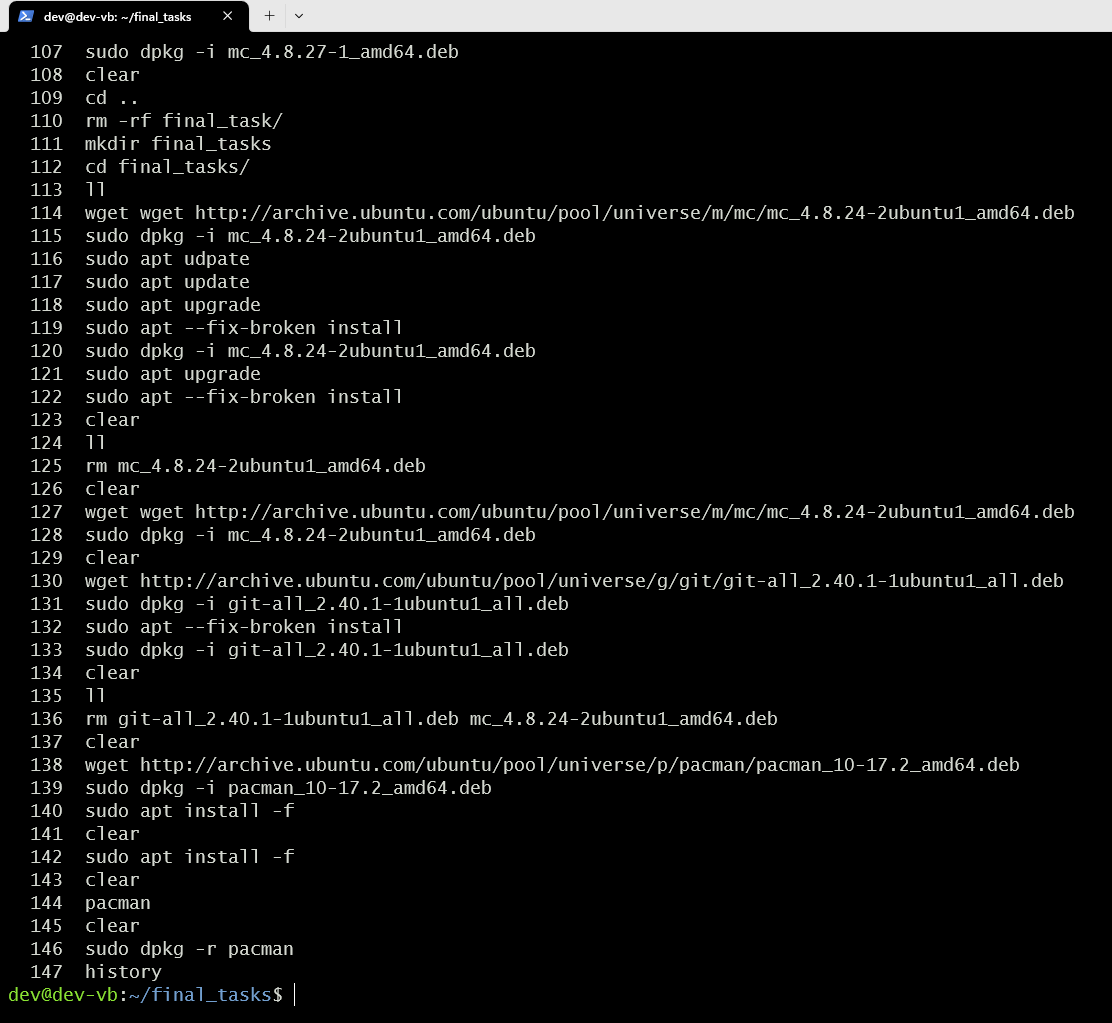 dev@dev-vb: ~/final_tasks
107 sudo dpkg -i mc_4.8.27-1_amd64.deb
108 clear
109 cd ..
110 rm -rf final_task/
111 mkdir final_tasks
112 cd final_tasks/
113 ll
114 wget wget http://archive.ubuntu.com/ubuntu/pool/universe/m/mc/mc_4.8.24-2ubuntu1_amd64.deb
115 sudo dpkg -i mc_4.8.24-2ubuntu1_amd64.deb
116 sudo apt udpate
117 sudo apt update
118 sudo apt upgrade
119 sudo apt --fix-broken install
120 sudo dpkg -i mc_4.8.24-2ubuntu1_amd64.deb
121 sudo apt upgrade
122 sudo apt --fix-broken install
123 clear
124 ll
125 rm mc_4.8.24-2ubuntu1_amd64.deb
126 clear
127 wget wget http://archive.ubuntu.com/ubuntu/pool/universe/m/mc/mc_4.8.24-2ubuntu1_amd64.deb
128 sudo dpkg -i mc_4.8.24-2ubuntu1_amd64.deb
129 clear
130 wget http://archive.ubuntu.com/ubuntu/pool/universe/g/git/git-all_2.40.1-1ubuntu1_all.deb
131 sudo dpkg -i git-all_2.40.1-1ubuntu1_all.deb
132 sudo apt --fix-broken install
133 sudo dpkg -i git-all_2.40.1-1ubuntu1_all.deb
134 clear
135 ll
136 rm git-all_2.40.1-1ubuntu1_all.deb mc_4.8.24-2ubuntu1_amd64.deb
137 clear
138 wget http://archive.ubuntu.com/ubuntu/pool/universe/p/pacman/pacman_10-17.2_amd64.deb
139 sudo dpkg -i pacman_10-17.2_amd64.deb
140 sudo apt install -f
141 clear
142 sudo apt install -f
143 clear
144 pacman
145 clear
146 sudo dpkg -r pacman
147 history
dev@dev-vb:~/final_tasks$